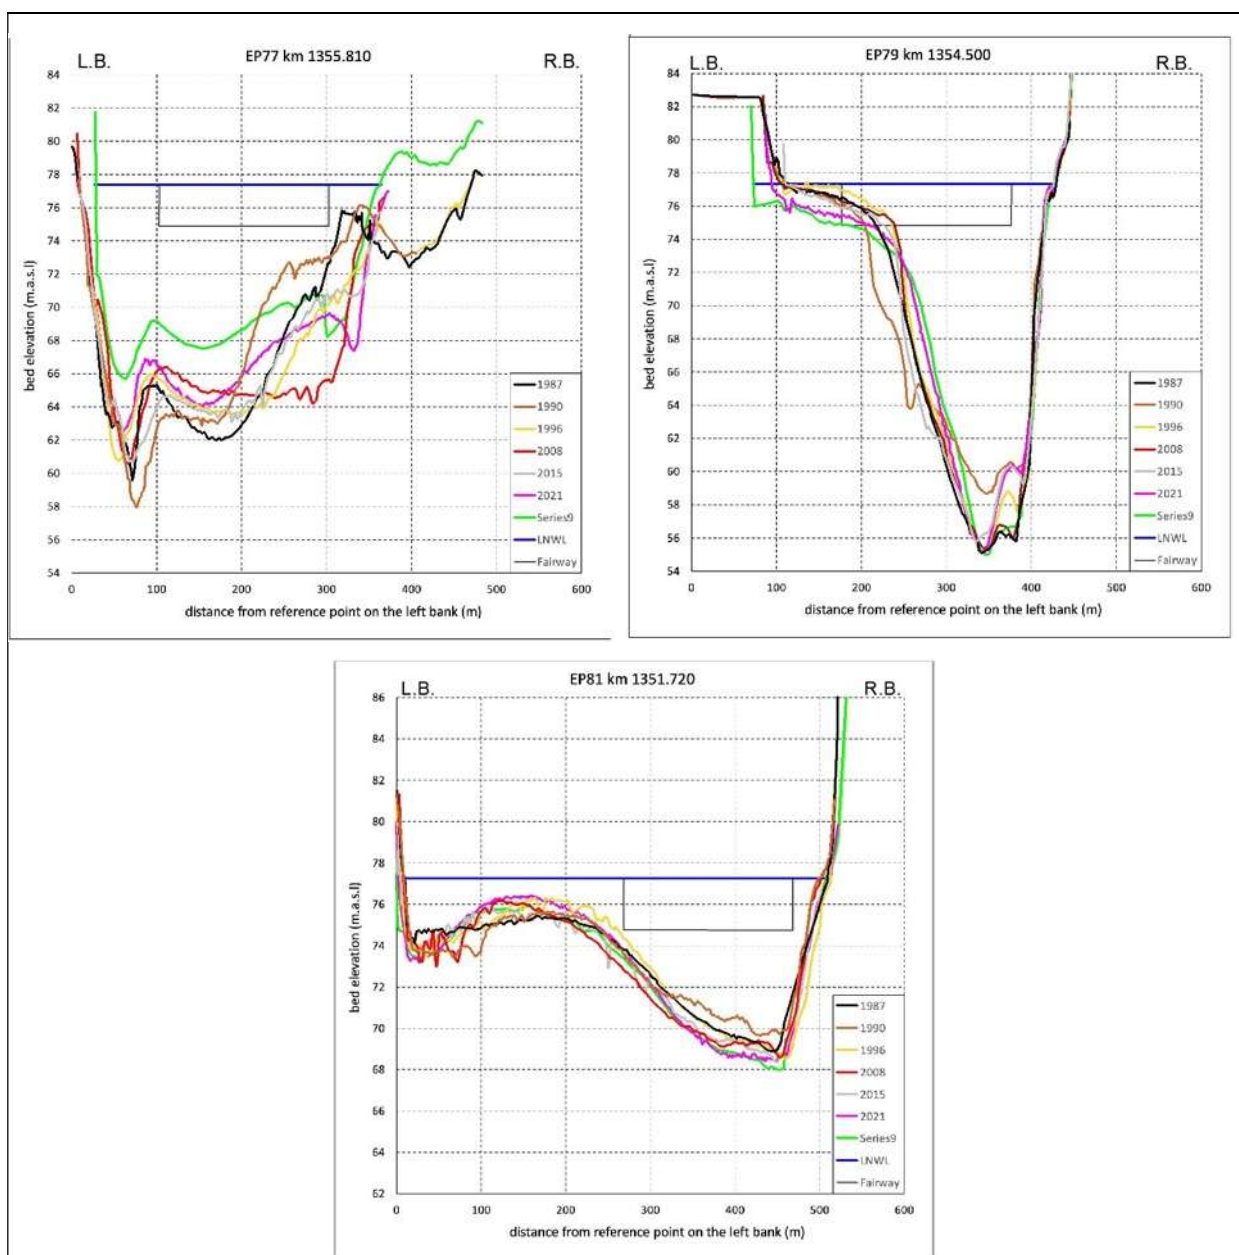 EP77 km 1355.810
L.B.
R.B.
84
82
80
78
76
74
72
70
68
66
64
62
60
58
56
54
bed elevation (m.a.s.l)
1987
1990
1996
2008
2015
2021
Series9
LNWL
Fairway
0 100 200 300 400 500 600
distance from reference point on the left bank (m)
L.B.
EP79 km 1354.500
R.B.
84
82
80
78
76
74
72
70
68
66
64
62
60
58
56
54
bed elevation (m.a.s.l)
1987
1990
1996
2008
2015
2021
Series9
LNWL
Fairway
0 100 200 300 400 500 600
distance from reference point on the left bank (m)
EP81 km 1351.720
L.B.
R.B.
86
84
82
80
78
76
74
72
70
68
66
64
62
bed elevation (m.a.s.l)
1987
1990
1996
2008
2015
2021
Series9
LNWL
Fairway
0 100 200 300 400 500 600
distance from reference point on the left bank (m)